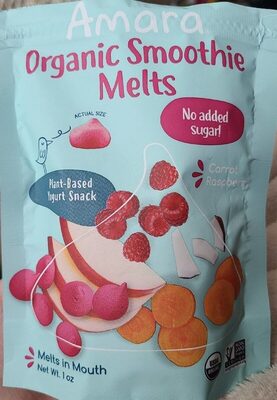 Amara
Organic Smoothie
Melts
No added
sugar!
ACTUAL SIZE
Carrot
Raspberry
Plant-Based
Yogurt Snack
Melts in Mouth
Net Wt. 1 oz